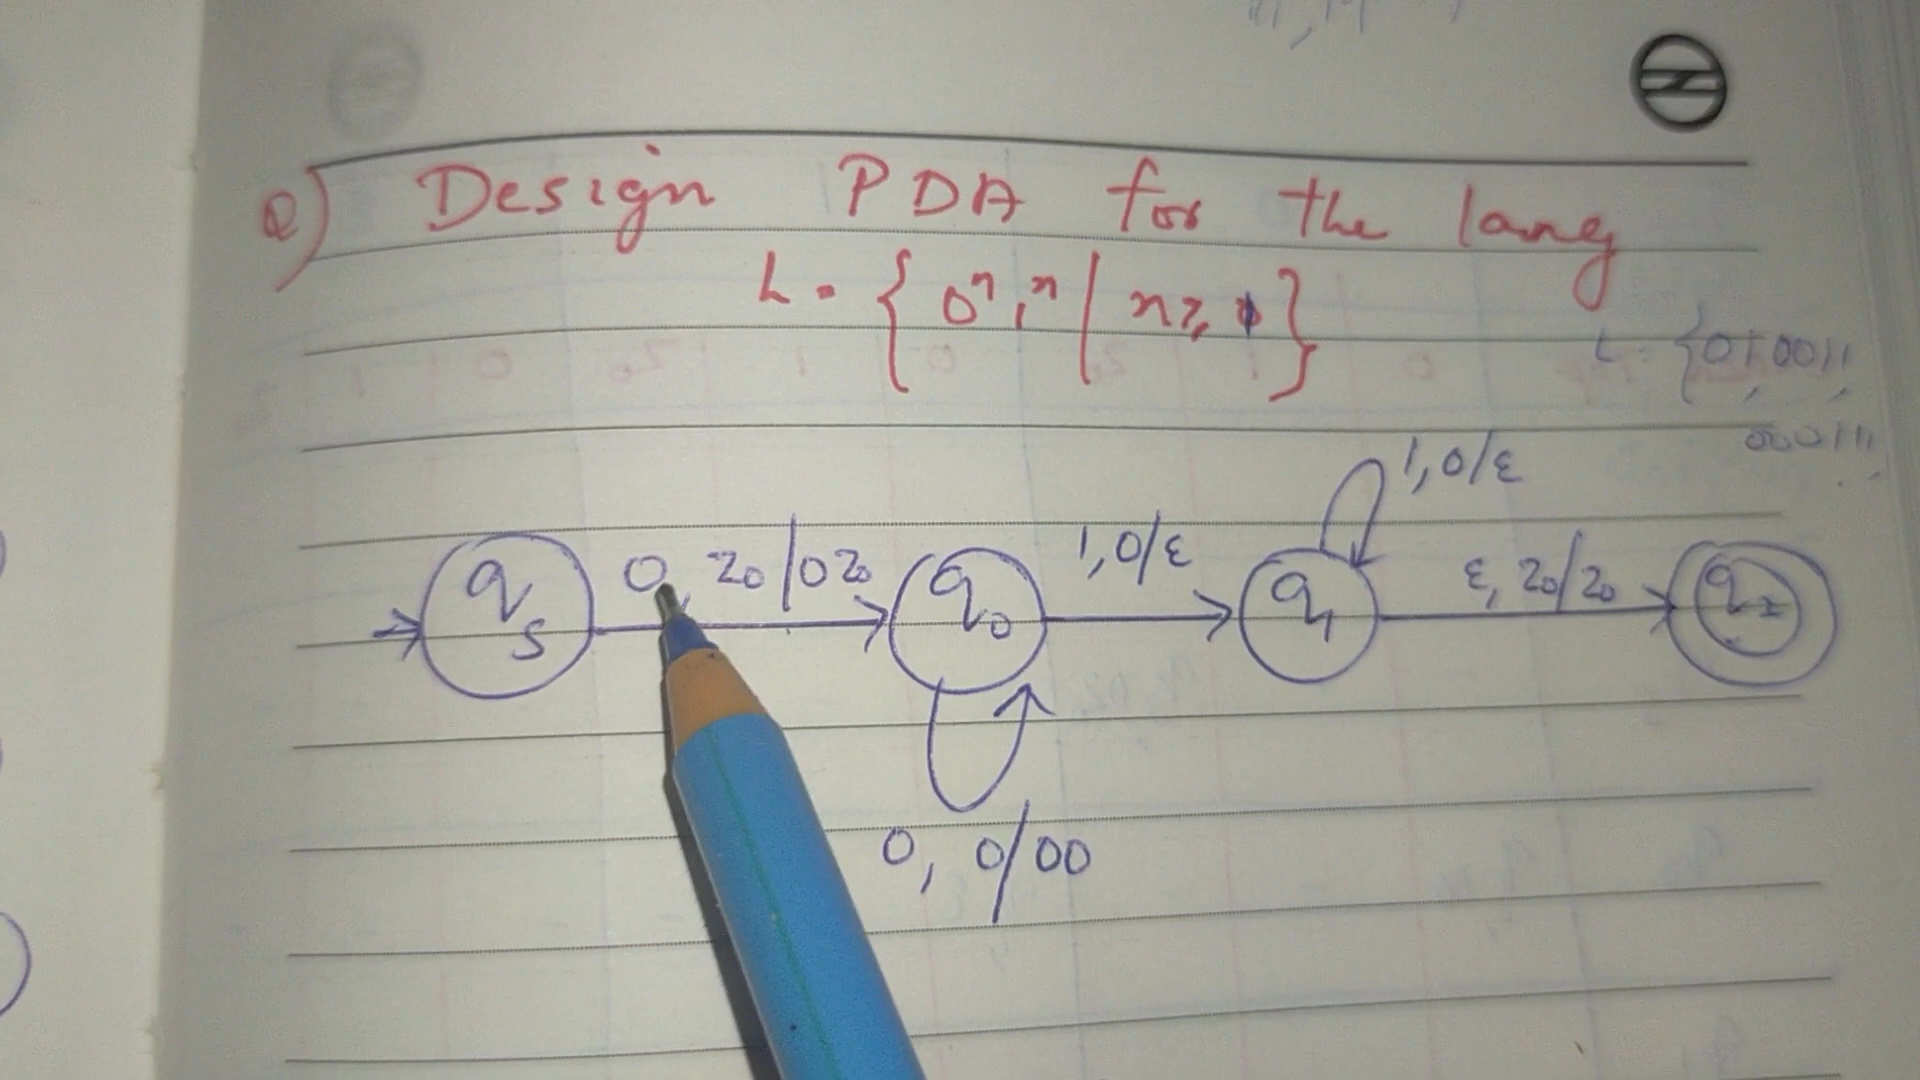 Q) Design PDA for the lang
L = { 0ⁿ1ⁿ | n ≥ 1 }
L = { 01, 0011,
000111,
1, 0/ε
0, z0/0z0 1, 0/ε ε, z0/z0
qs q0 q1 q2
0, 0/00